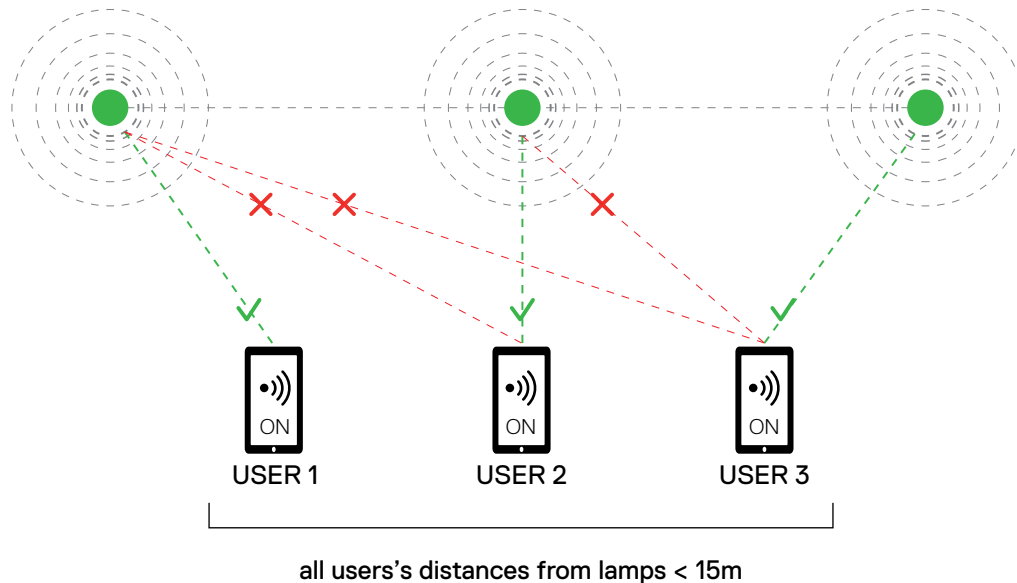 ON
ON
ON
USER 1
USER 2
USER 3
all users's distances from lamps < 15m